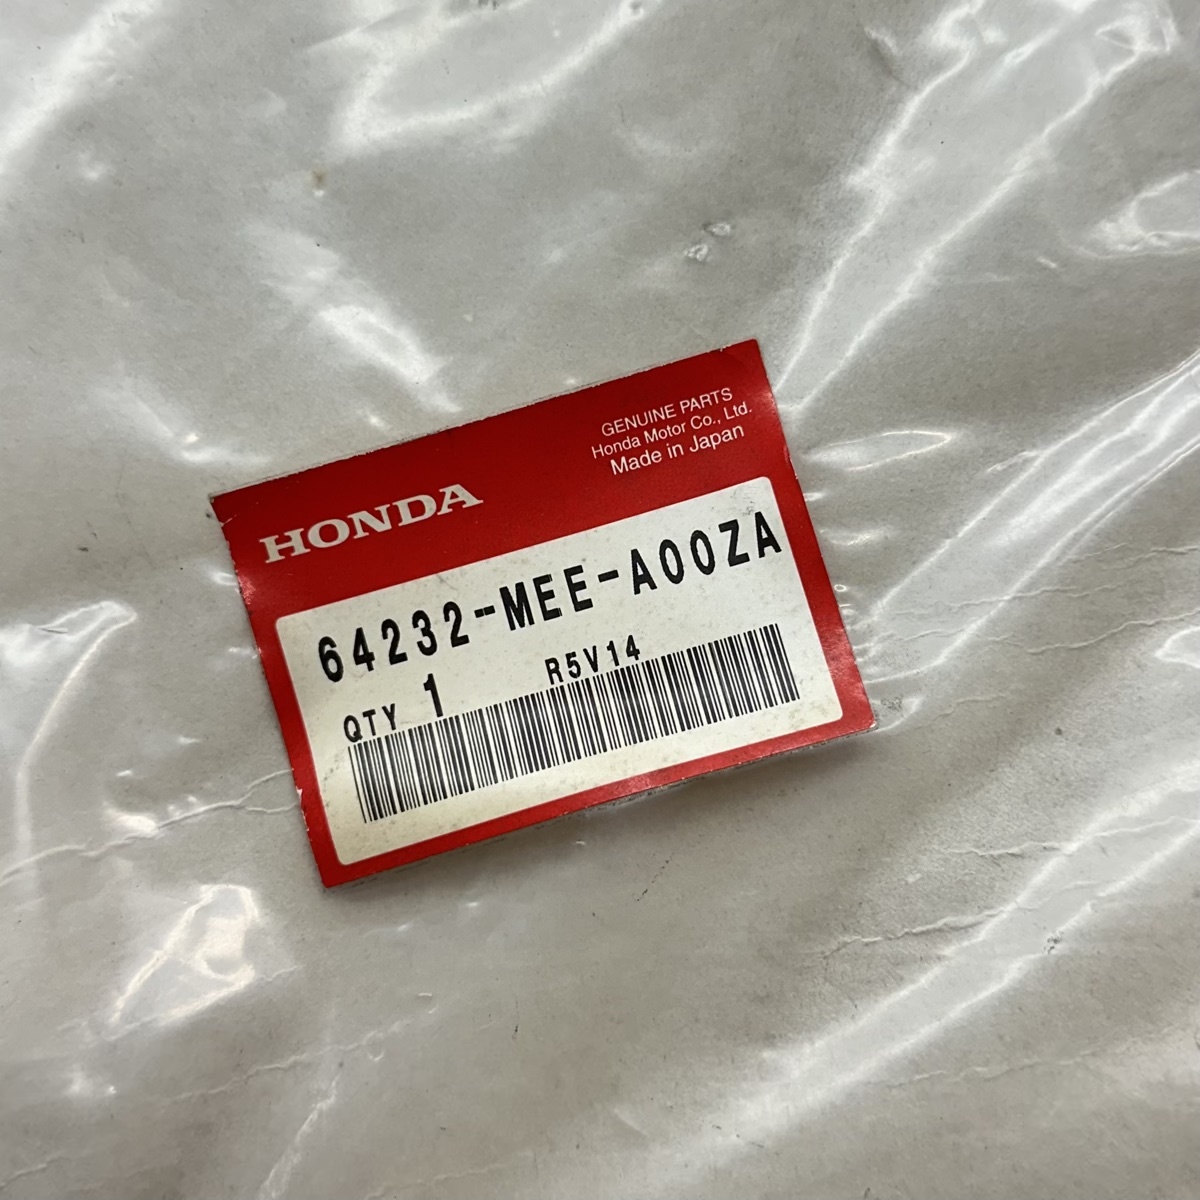 HONDA
GENUINE PARTS
Honda Motor Co., Ltd.
Made in Japan
64232-MEE-A00ZA
QTY 1 R5V14